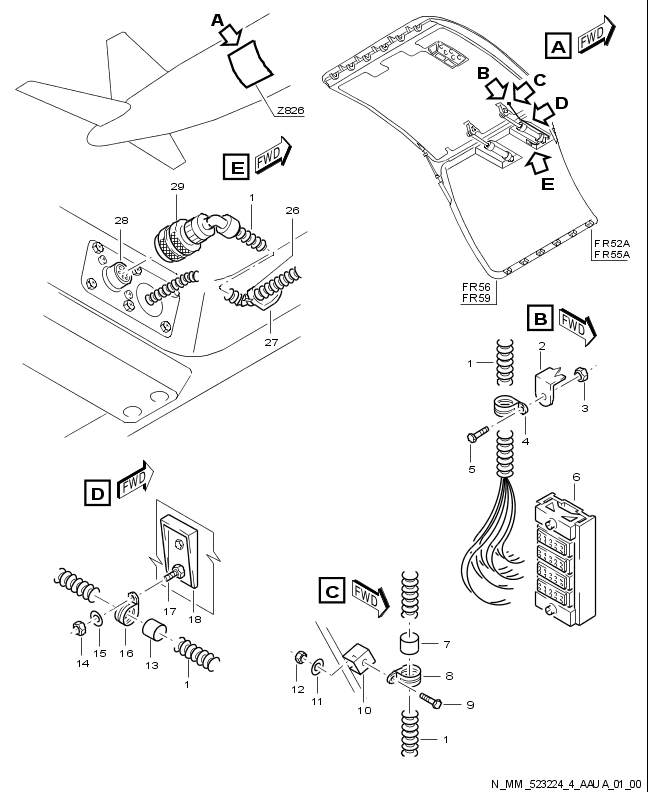 A
Z826
A
FWD
B
C
D
E
FR52A
FR55A
FR56
FR59
E
FWD
29
1
26
28
27
B
FWD
1
2
3
4
5
6
D
FWD
17
18
14
15
16
13
1
C
FWD
7
8
12
11
10
9
1
N_MM_523224_4_AAUA_01_00